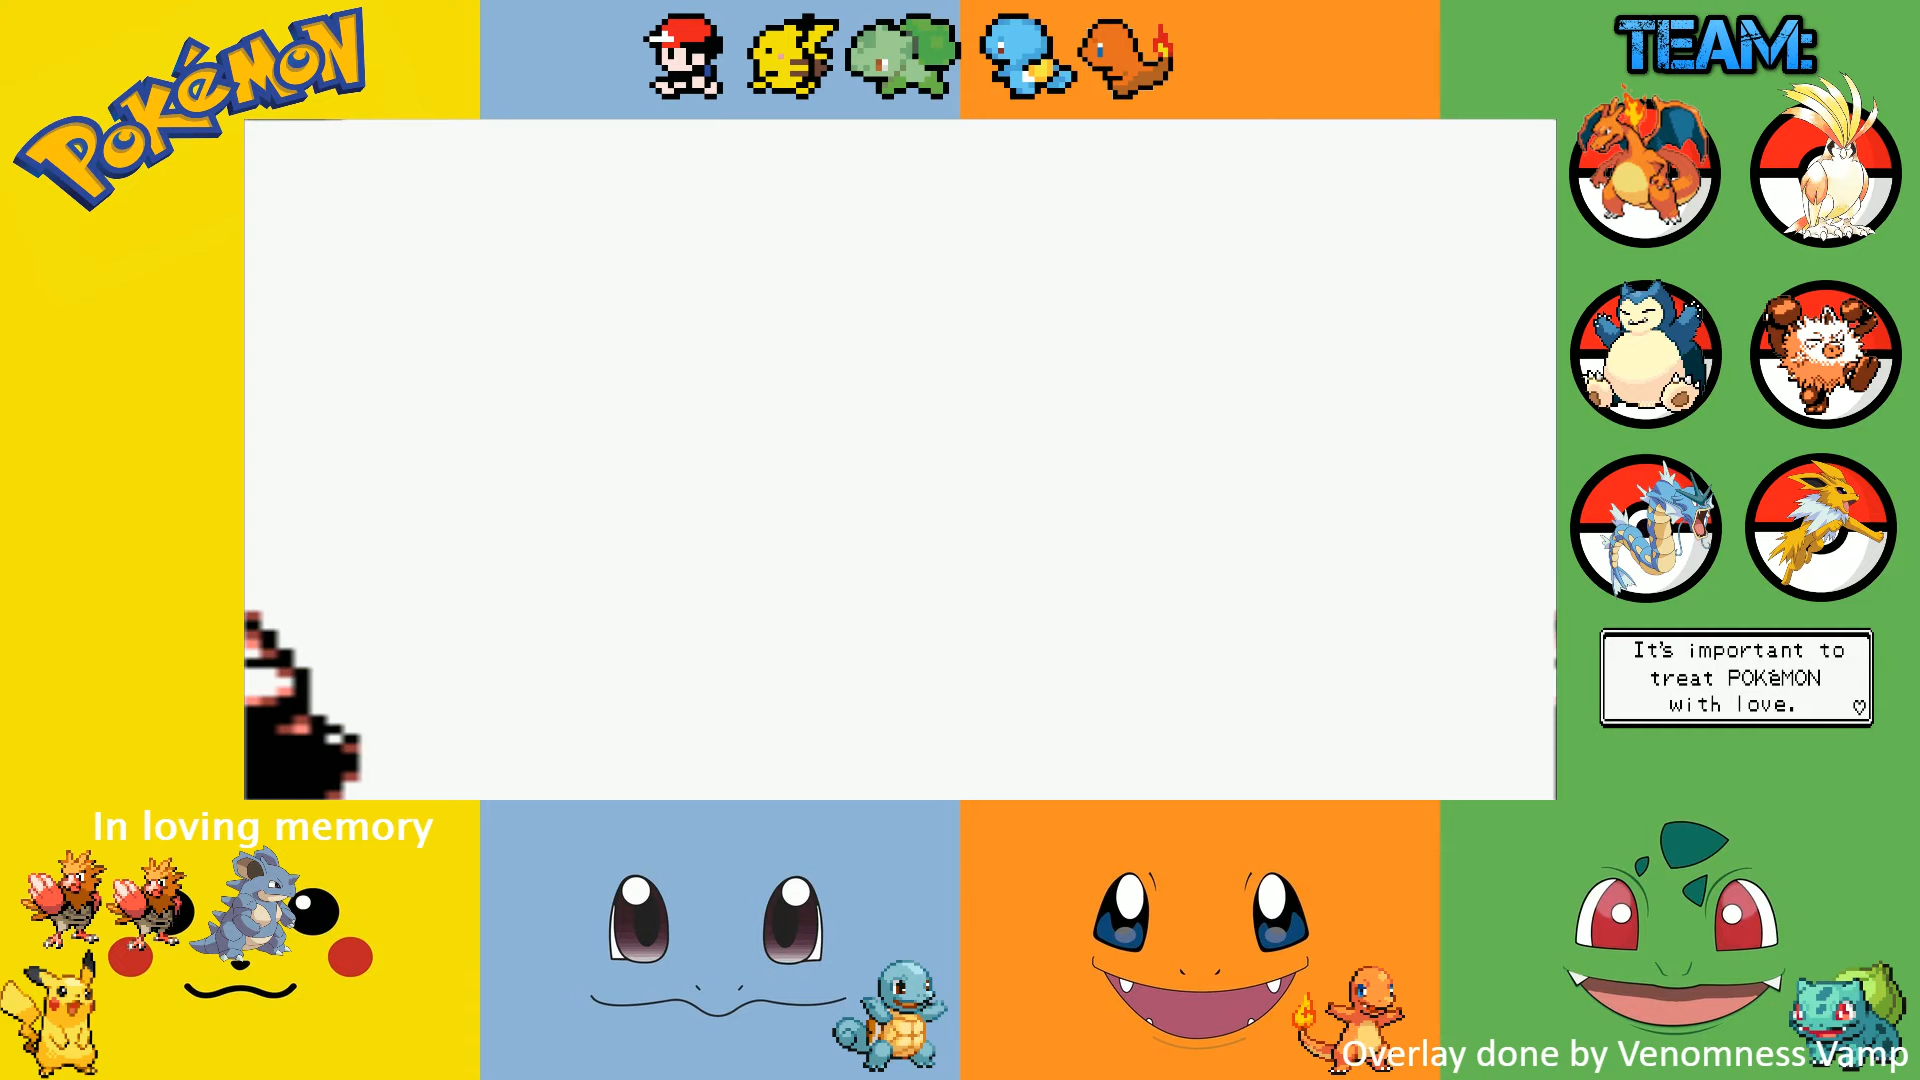 Pokémon
TEAM:
It's important to
treat POKéMON
with love.
In loving memory
Overlay done by Venomness Vamp